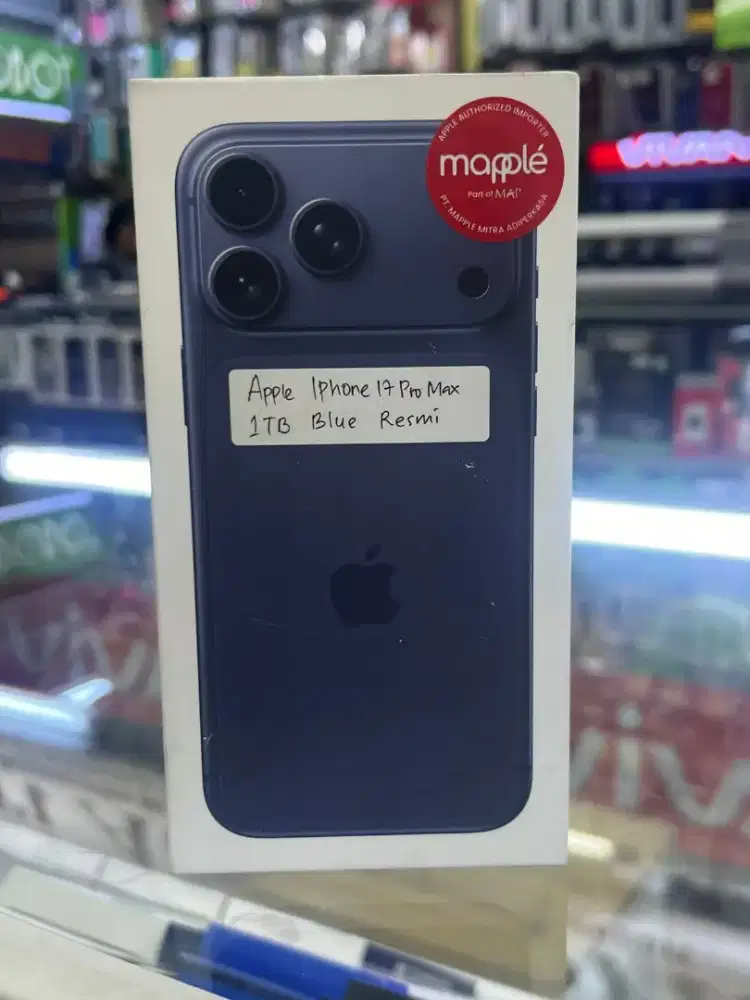 APPLE AUTHORIZED IMPORTER
mapplé
Part of MAP
PT. MAPPLE MITRA ADIPERKASA
Apple Iphone 17 Pro Max
1TB Blue Resmi